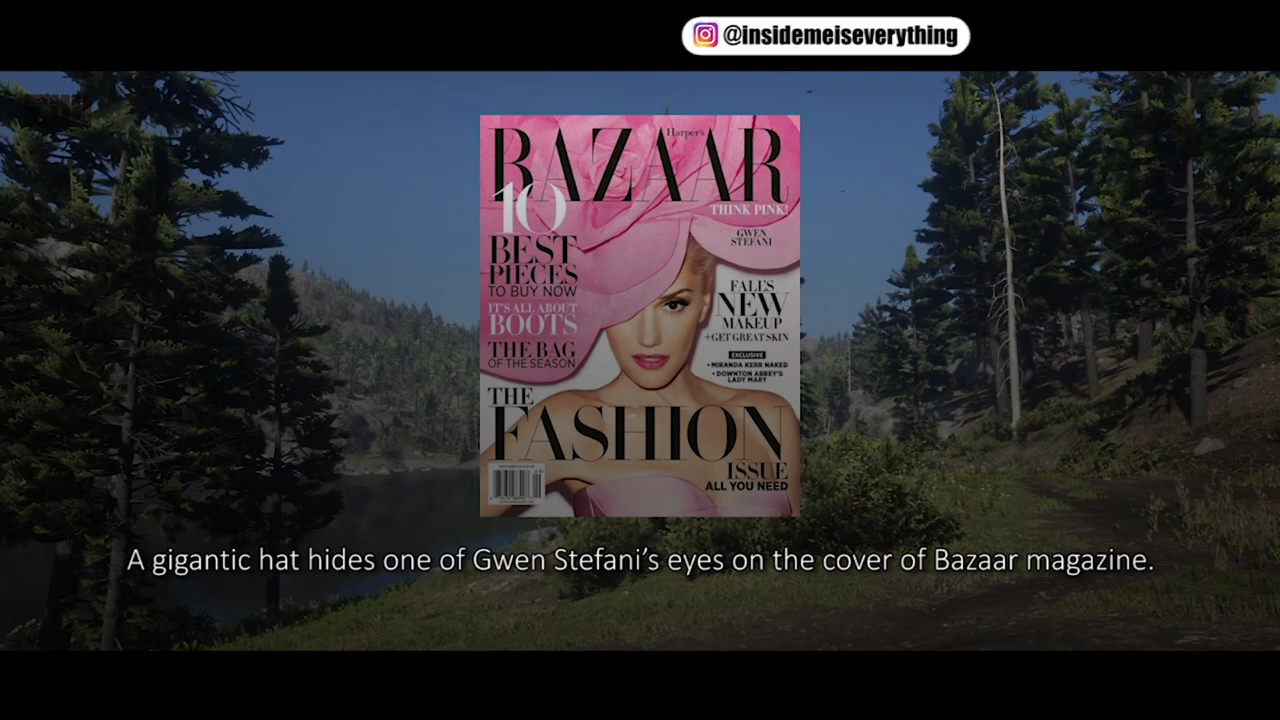 @insidemeiseverything
Harper's
BAZAAR
THINK PINK!
GWEN
STEFANI
10
BEST
PIECES
TO BUY NOW
IT'S ALL ABOUT
BOOTS
THE BAG
OF THE SEASON
FALL'S
NEW
MAKEUP
+GET GREAT SKIN
EXCLUSIVE
• MIRANDA KERR NAKED
• DOWNTON ABBEY'S
LADY MARY
THE
FASHION
ISSUE
ALL YOU NEED
A gigantic hat hides one of Gwen Stefani's eyes on the cover of Bazaar magazine.